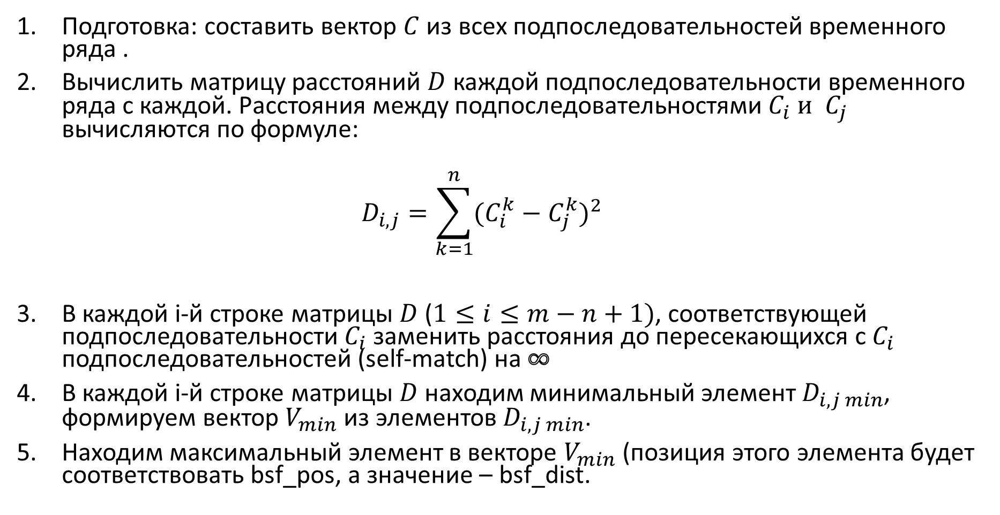 1. Подготовка: составить вектор C из всех подпоследовательностей временного
ряда .
2. Вычислить матрицу расстояний D каждой подпоследовательности временного
ряда с каждой. Расстояния между подпоследовательностями C_i и C_j
вычисляются по формуле:
D_{i,j} = \sum_{k=1}^{n} (C_i^k − C_j^k)^2
3. В каждой i-й строке матрицы D (1 ≤ i ≤ m − n + 1), соответствующей
подпоследовательности C_i заменить расстояния до пересекающихся с C_i
подпоследовательностей (self-match) на ∞
4. В каждой i-й строке матрицы D находим минимальный элемент D_{i,j min},
формируем вектор V_{min} из элементов D_{i,j min}.
5. Находим максимальный элемент в векторе V_{min} (позиция этого элемента будет
соответствовать bsf_pos, а значение – bsf_dist.